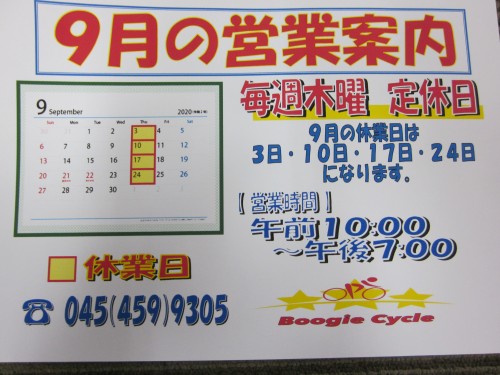 9月の営業案内
9 September 2020
Sun Mon Tue Wed Thu Fri Sat
1 2 3 4 5
6 7 8 9 10 11 12
13 14 15 16 17 18 19
20 21 22 23 24 25 26
27 28 29 30
毎週木曜 定休日
9月の休業日は
3日・10日・17日・24日
になります。
【営業時間】
午前10:00
～午後7:00
休業日
☎ 045(459)9305
Boogie Cycle